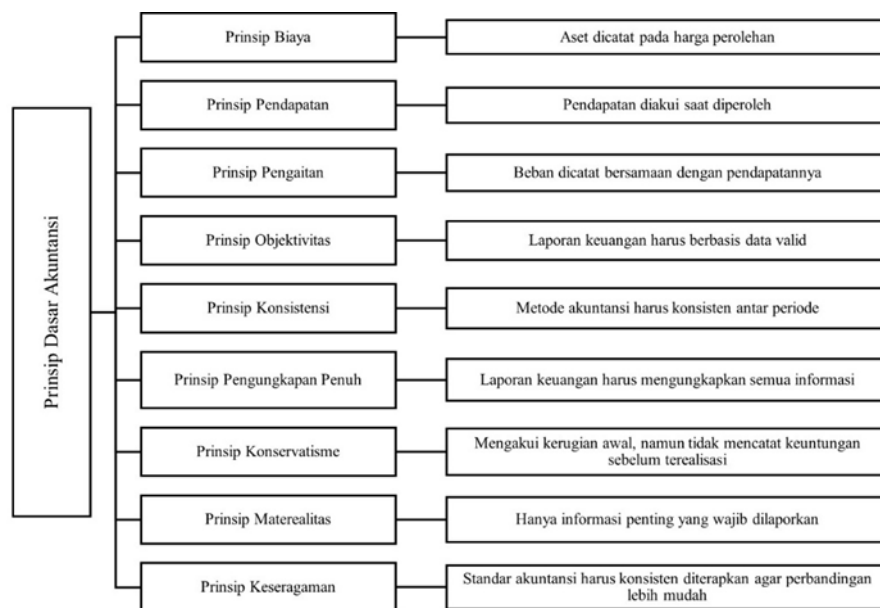 Prinsip Dasar Akuntansi
Prinsip Biaya
Aset dicatat pada harga perolehan
Prinsip Pendapatan
Pendapatan diakui saat diperoleh
Prinsip Pengaitan
Beban dicatat bersamaan dengan pendapatannya
Prinsip Objektivitas
Laporan keuangan harus berbasis data valid
Prinsip Konsistensi
Metode akuntansi harus konsisten antar periode
Prinsip Pengungkapan Penuh
Laporan keuangan harus mengungkapkan semua informasi
Prinsip Konservatisme
Mengakui kerugian awal, namun tidak mencatat keuntungan
sebelum terealisasi
Prinsip Materealitas
Hanya informasi penting yang wajib dilaporkan
Prinsip Keseragaman
Standar akuntansi harus konsisten diterapkan agar perbandingan
lebih mudah